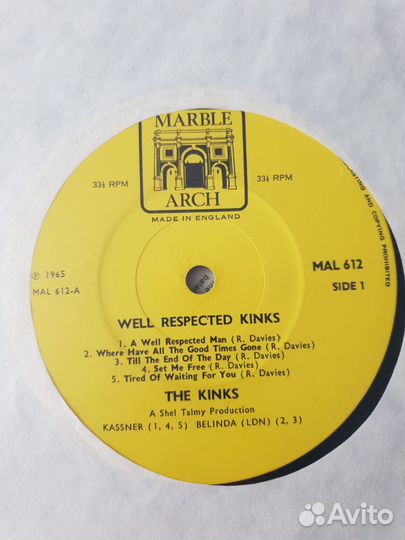 MARBLE
33⅓ RPM
33⅓ RPM
ARCH
MADE IN ENGLAND
CASTING AND COPYING PROHIBITED
℗ 1965
MAL 612-A
MAL 612
SIDE 1
WELL RESPECTED KINKS
1. A Well Respected Man (R. Davies)
2. Where Have All The Good Times Gone (R. Davies)
3. Till The End Of The Day (R. Davies)
4. Set Me Free (R. Davies)
5. Tired Of Waiting For You (R. Davies)
THE KINKS
A Shel Talmy Production
KASSNER (1, 4, 5) BELINDA (LDN) (2, 3)
Avito